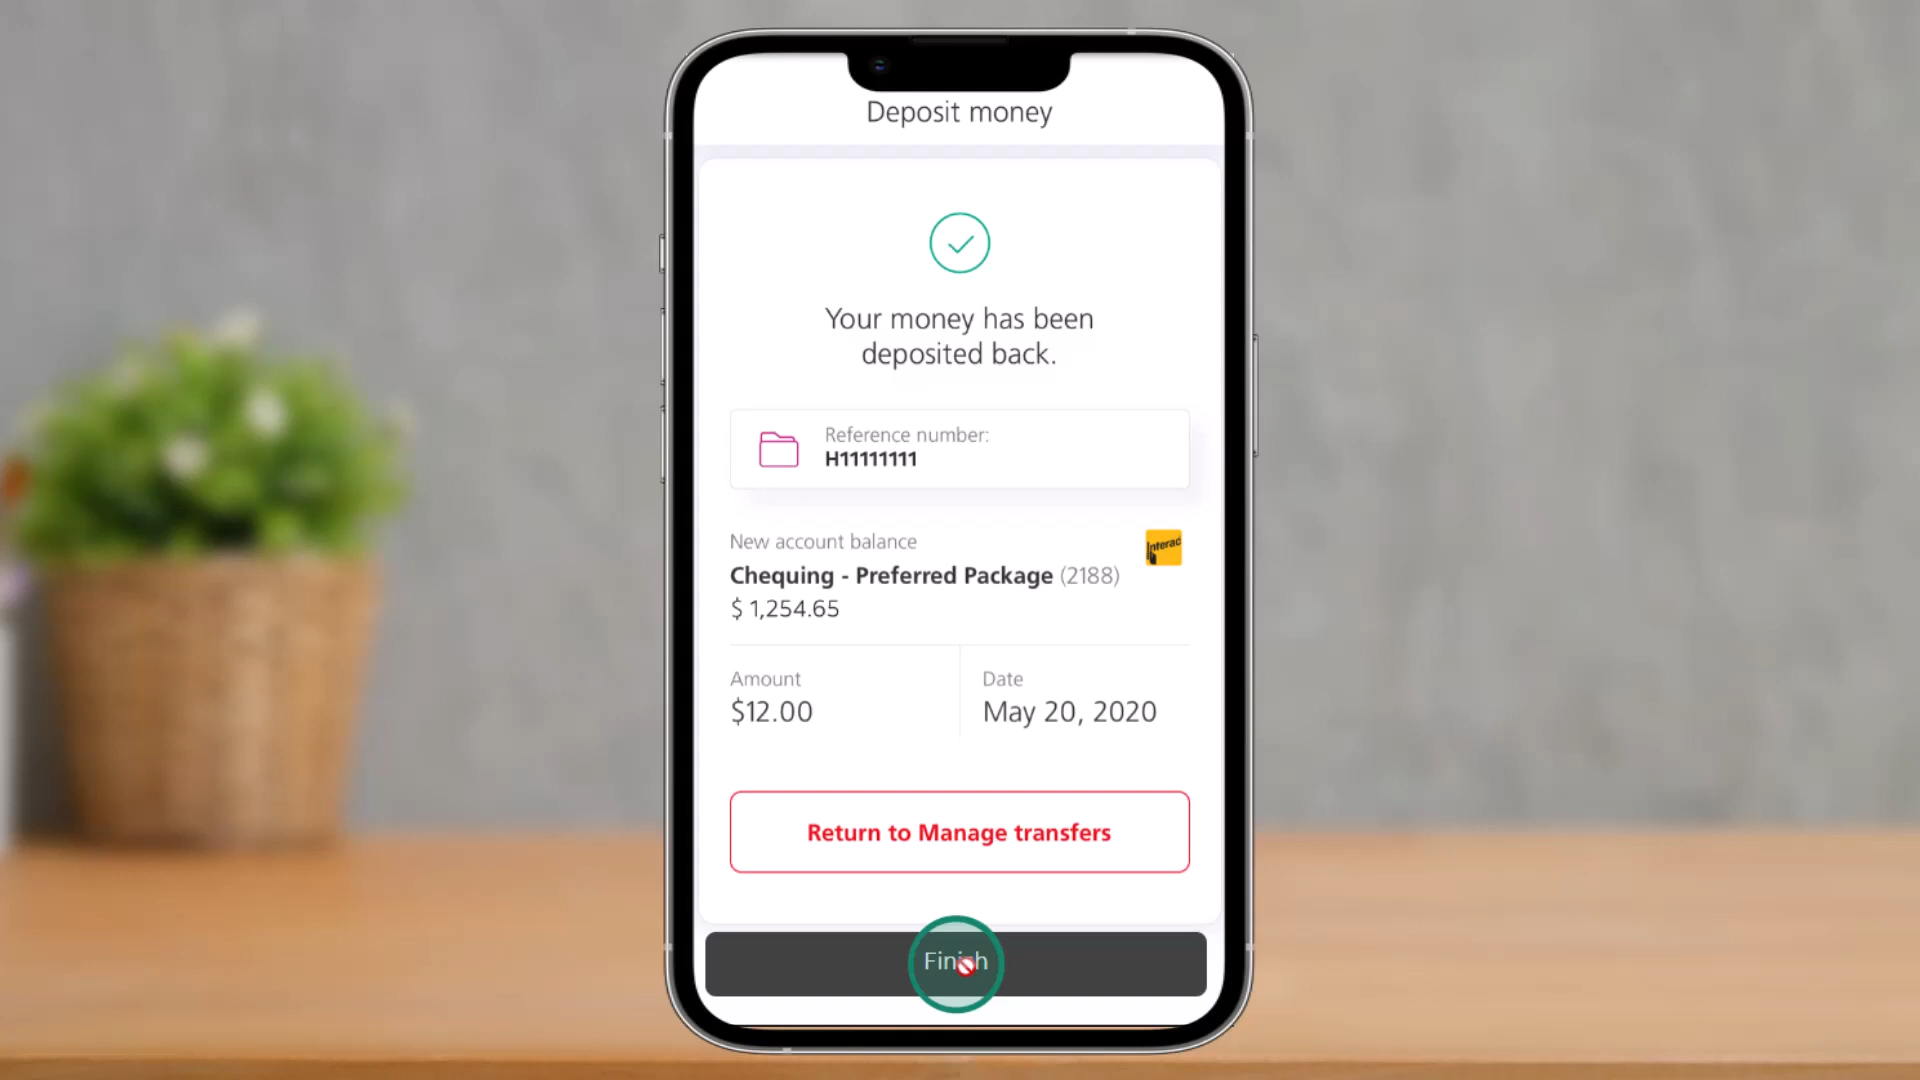 Deposit money
Your money has been
deposited back.
Reference number:
H11111111
New account balance
Interac
Chequing - Preferred Package (2188)
$ 1,254.65
Amount
Date
$12.00
May 20, 2020
Return to Manage transfers
Finish